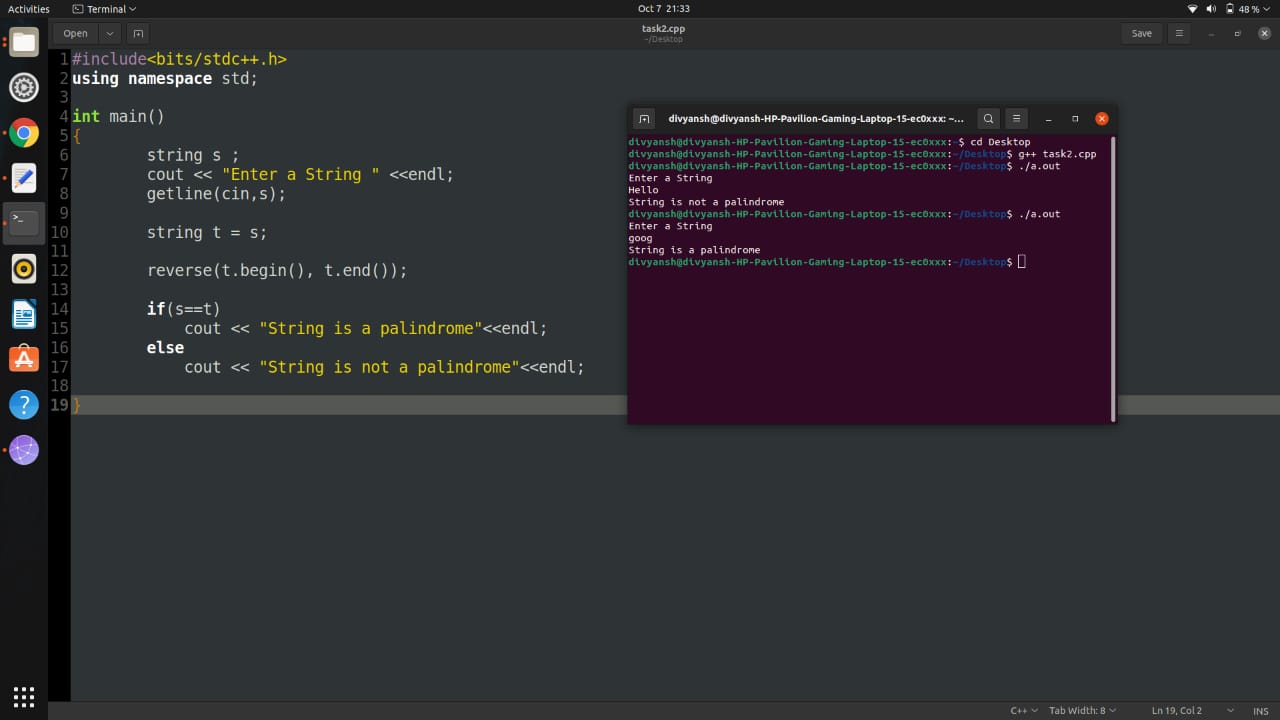 Activities Terminal Oct 7 21:33 48 %
Open task2.cpp Save
~/Desktop
1 #include<bits/stdc++.h>
2 using namespace std;
3
4 int main()
5 {
6 string s ;
7 cout << "Enter a String " <<endl;
8 getline(cin,s);
9
10 string t = s;
11
12 reverse(t.begin(), t.end());
13
14 if(s==t)
15 cout << "String is a palindrome"<<endl;
16 else
17 cout << "String is not a palindrome"<<endl;
18
19 }
divyansh@divyansh-HP-Pavilion-Gaming-Laptop-15-ec0xxx: ~...
divyansh@divyansh-HP-Pavilion-Gaming-Laptop-15-ec0xxx:~$ cd Desktop
divyansh@divyansh-HP-Pavilion-Gaming-Laptop-15-ec0xxx:~/Desktop$ g++ task2.cpp
divyansh@divyansh-HP-Pavilion-Gaming-Laptop-15-ec0xxx:~/Desktop$ ./a.out
Enter a String
Hello
String is not a palindrome
divyansh@divyansh-HP-Pavilion-Gaming-Laptop-15-ec0xxx:~/Desktop$ ./a.out
Enter a String
goog
String is a palindrome
divyansh@divyansh-HP-Pavilion-Gaming-Laptop-15-ec0xxx:~/Desktop$
C++ Tab Width: 8 Ln 19, Col 2 INS